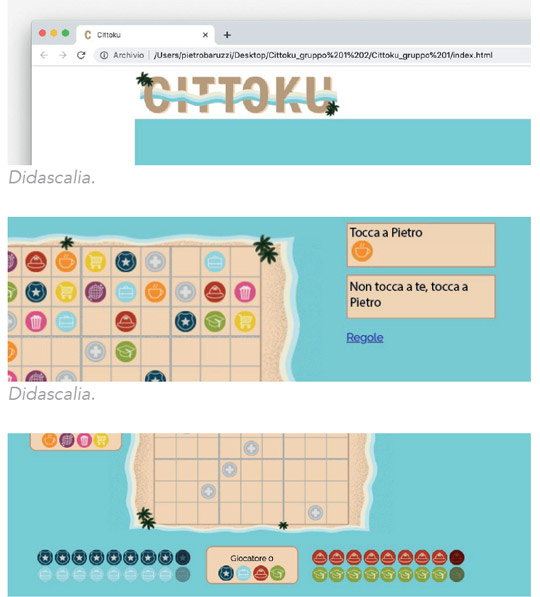 Cittoku
Archivio | /Users/pietrobaruzzi/Desktop/Cittoku_gruppo%201%202/Cittoku_gruppo%201/index.html
CITTOKU
Didascalia.
Tocca a Pietro
Non tocca a te, tocca a
Pietro
Regole
Didascalia.
Giocatore 0